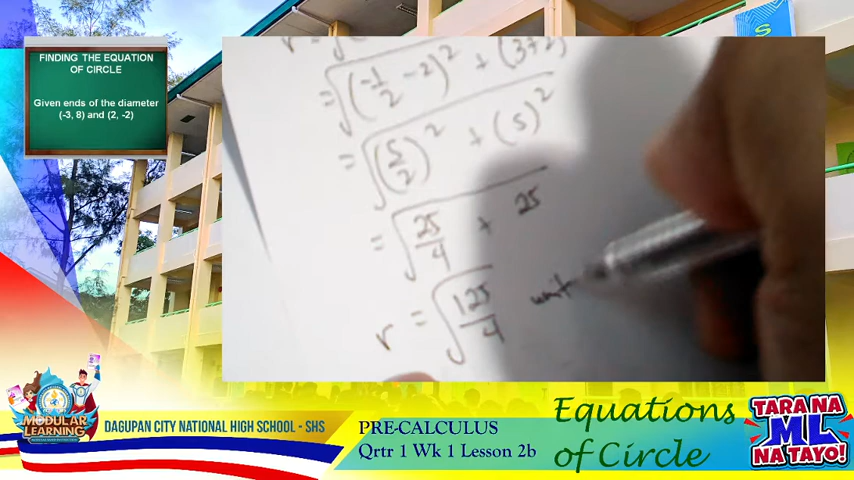 FINDING THE EQUATION
OF CIRCLE
Given ends of the diameter
(-3, 8) and (2, -2)
= √((-1/2 - 2)² + (3+2)
= √((5/2)² + (5)²
= √(25/4 + 25
r = √(125/4) unit
S
MODULAR
LEARNING
DAGUPAN CITY NATIONAL HIGH SCHOOL - SHS
PRE-CALCULUS
Qrtr 1 Wk 1 Lesson 2b
Equations
of Circle
TARA NA
ML
NA TAYO!